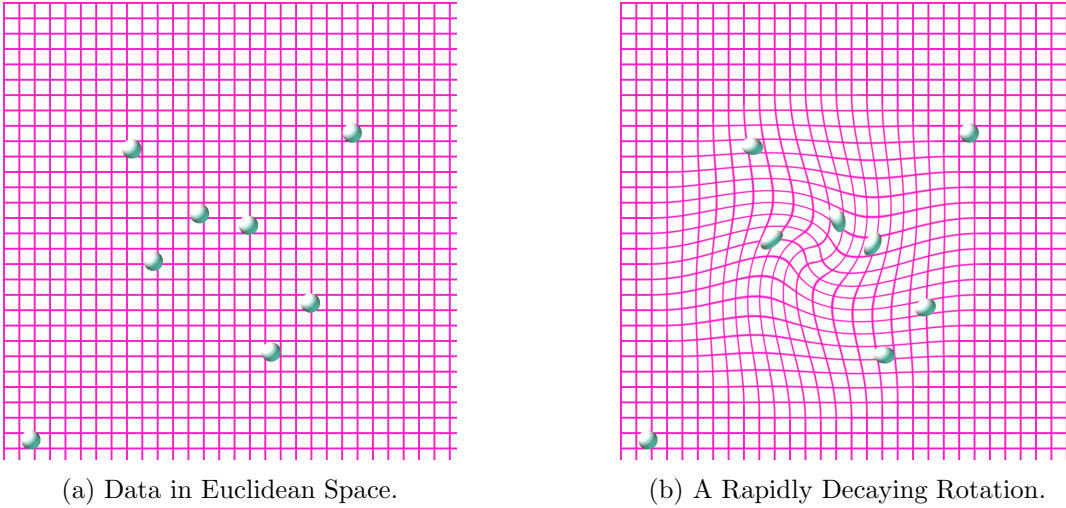 (a) Data in Euclidean Space.
(b) A Rapidly Decaying Rotation.